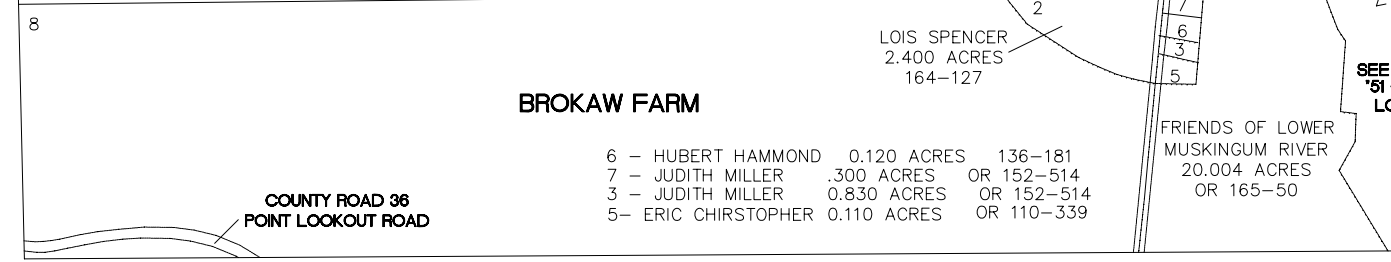 8
2
7
6
3
5
LOIS SPENCER
2.400 ACRES
164-127
SEE
"51
LO
BROKAW FARM
FRIENDS OF LOWER
MUSKINGUM RIVER
20.004 ACRES
OR 165-50
6 - HUBERT HAMMOND 0.120 ACRES 136-181
7 - JUDITH MILLER .300 ACRES OR 152-514
3 - JUDITH MILLER 0.830 ACRES OR 152-514
5- ERIC CHIRSTOPHER 0.110 ACRES OR 110-339
COUNTY ROAD 36
POINT LOOKOUT ROAD